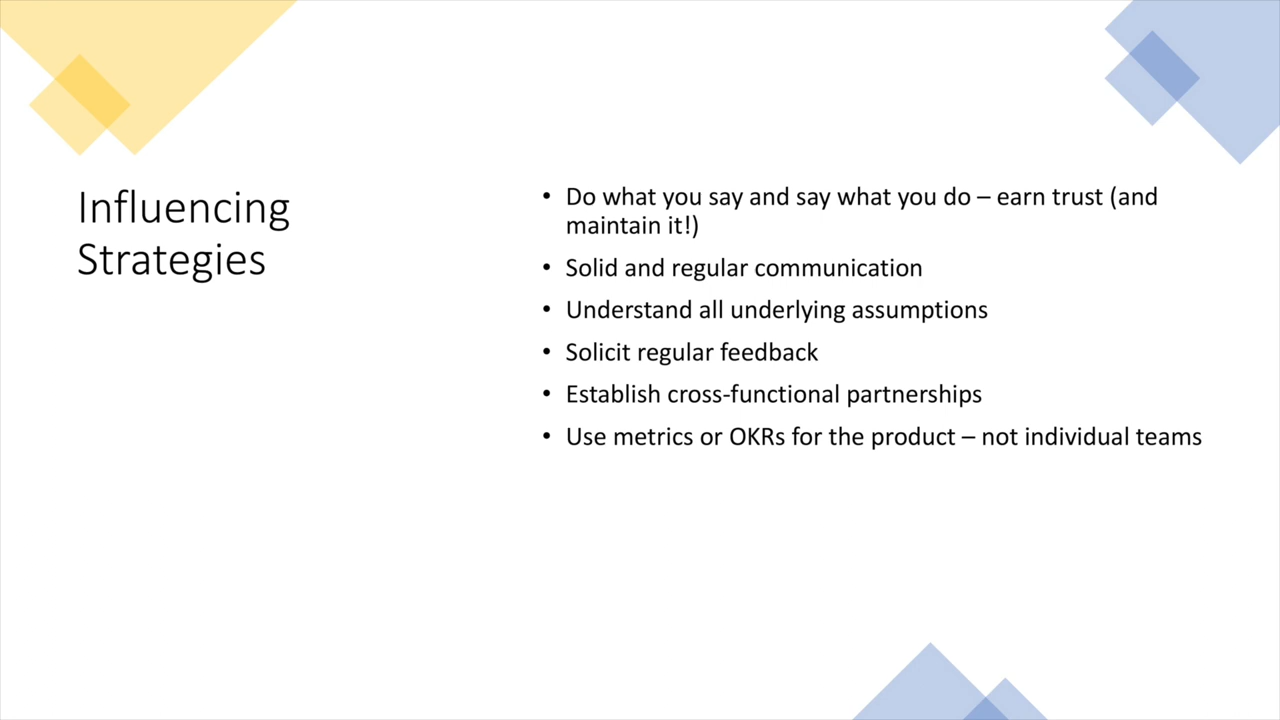 Influencing
Strategies
• Do what you say and say what you do – earn trust (and
maintain it!)
• Solid and regular communication
• Understand all underlying assumptions
• Solicit regular feedback
• Establish cross-functional partnerships
• Use metrics or OKRs for the product – not individual teams